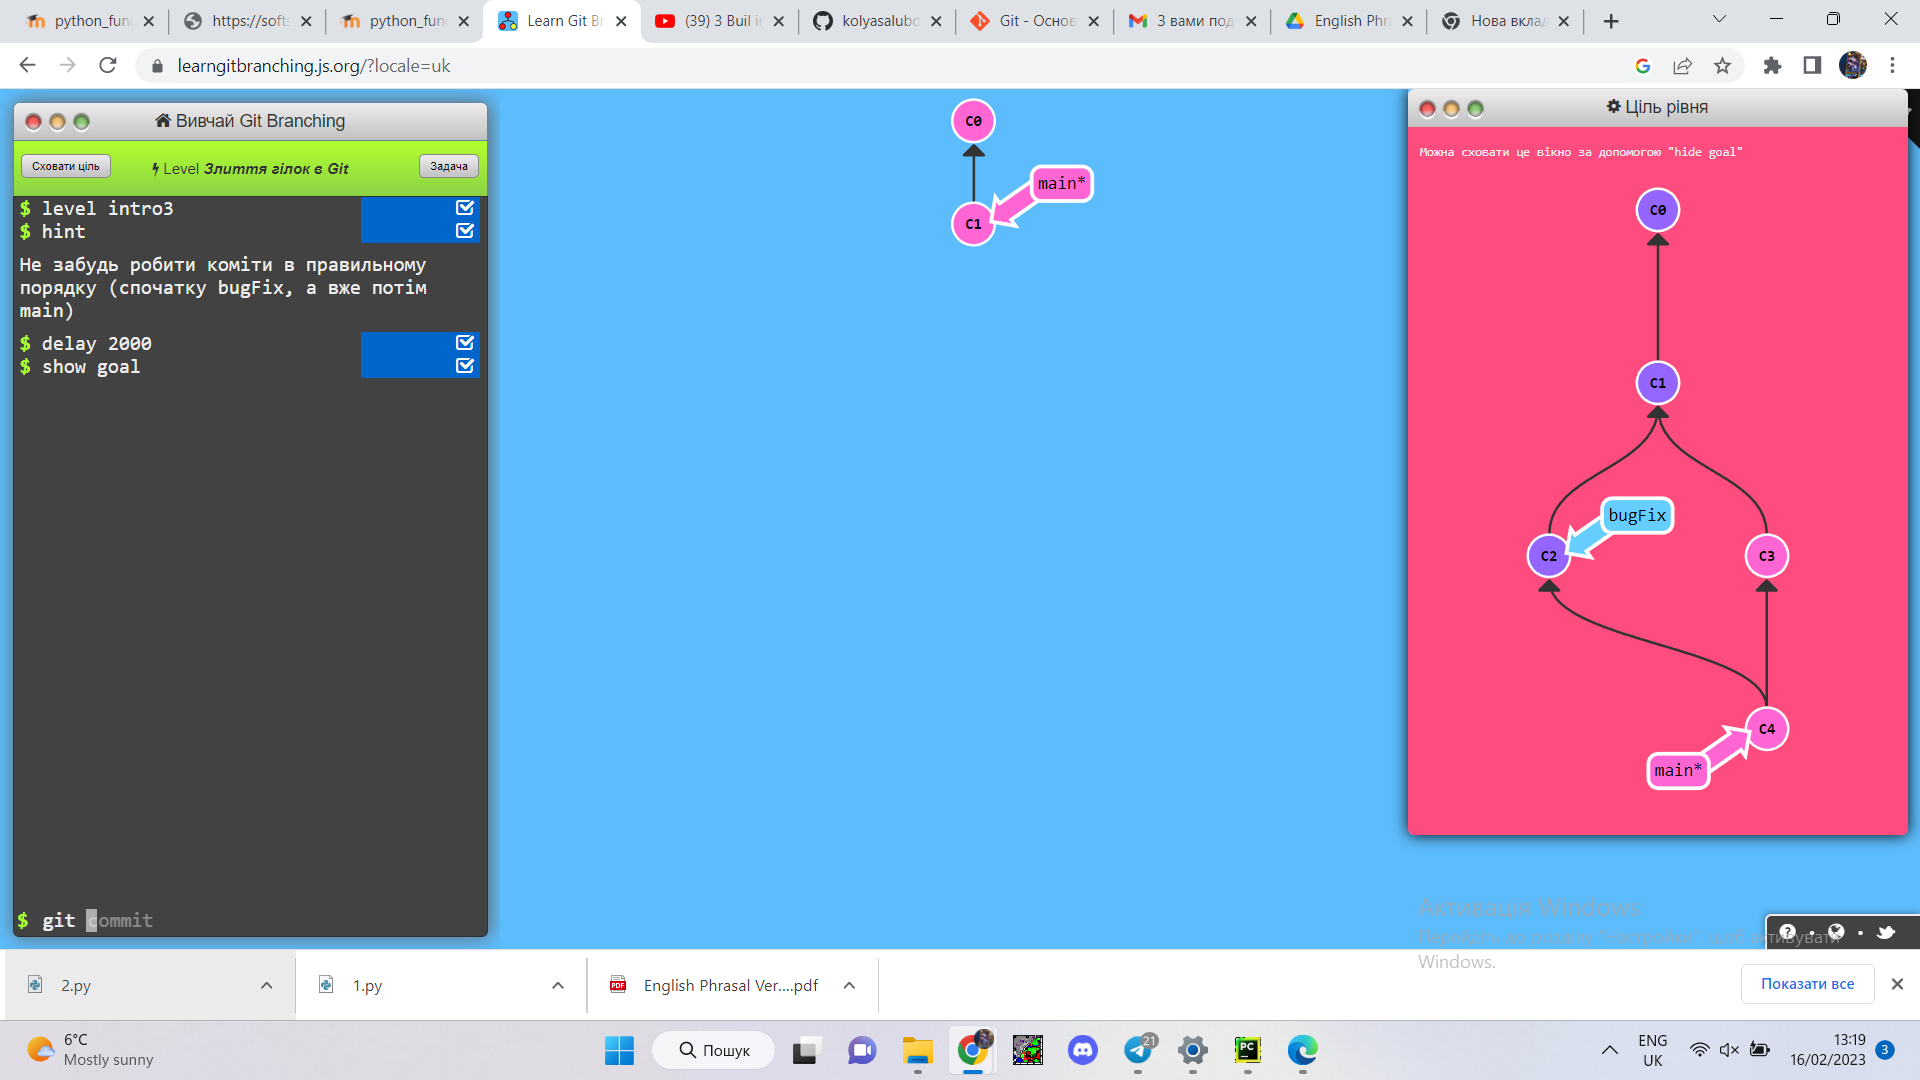 python_fun
https://soft
python_fun
Learn Git Br
(39) 3 Buil i
kolyasalubo
Git - Основ
З вами под
English Phra
Нова вклад
learngitbranching.js.org/?locale=uk
Вивчай Git Branching
Сховати ціль
Level Злиття гілок в Git
Задача
$ level intro3
$ hint
Не забудь робити коміти в правильному
порядку (спочатку bugFix, а вже потім
main)
$ delay 2000
$ show goal
$ git commit
C0
main*
C1
Ціль рівня
Можна сховати це вікно за допомогою "hide goal"
C0
C1
bugFix
C2
C3
C4
main*
Активація Windows
Перейдіть до розділу "Настройки", щоб активувати
Windows.
2.py
1.py
English Phrasal Ver....pdf
Показати все
6°C
Mostly sunny
Пошук
21
PC
ENG
UK
13:19
16/02/2023
3